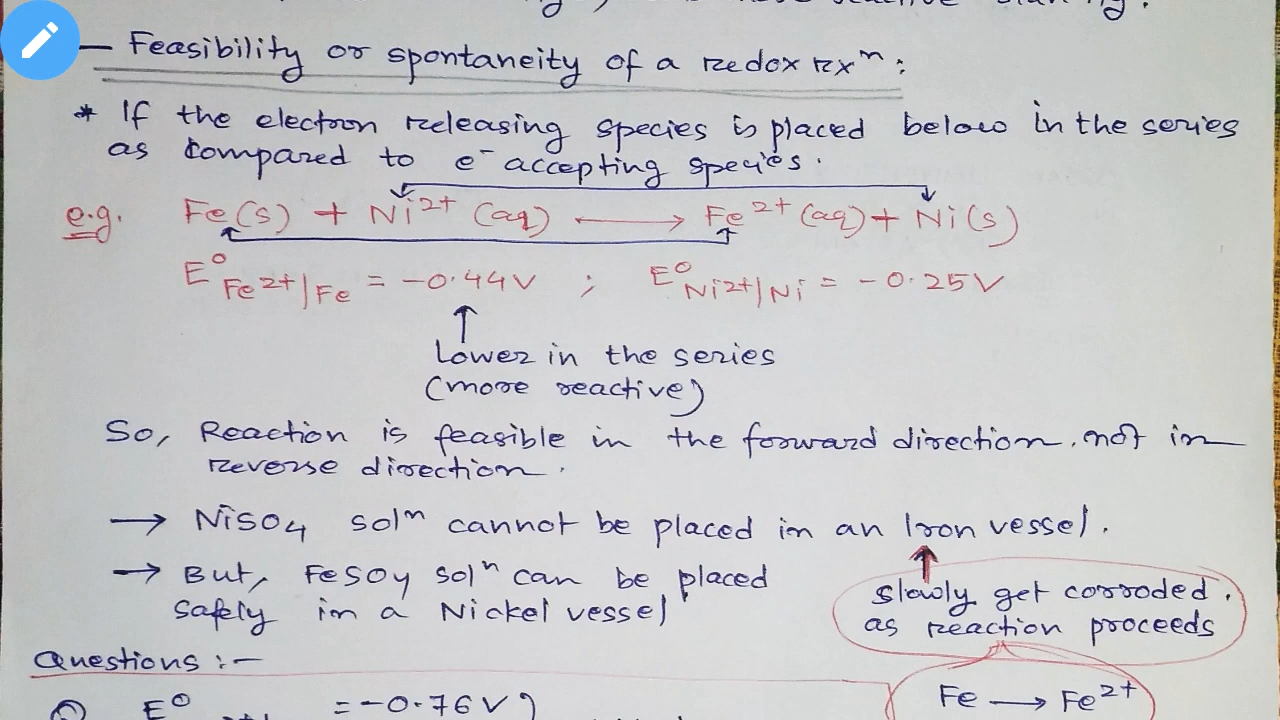 — Feasibility or spontaneity of a redox rxⁿ :
* If the electron releasing species is placed below in the series
as compared to e⁻ accepting species.
e.g. Fe(s) + Ni²⁺ (aq) ⟶ Fe²⁺ (aq) + Ni(s)
E⁰ Fe²⁺|Fe = -0.44V ; E⁰ Ni²⁺|Ni = -0.25V
↑
Lower in the series
(more reactive)
So, Reaction is feasible in the forward direction, not in
reverse direction.
→ NiSO₄ solⁿ cannot be placed in an Iron vessel.
→ But, FeSO₄ solⁿ can be placed
safely in a Nickel vessel
↑
slowly get corroded.
as reaction proceeds
Questions :-
Fe ⟶ Fe²⁺
E⁰ = -0.76V